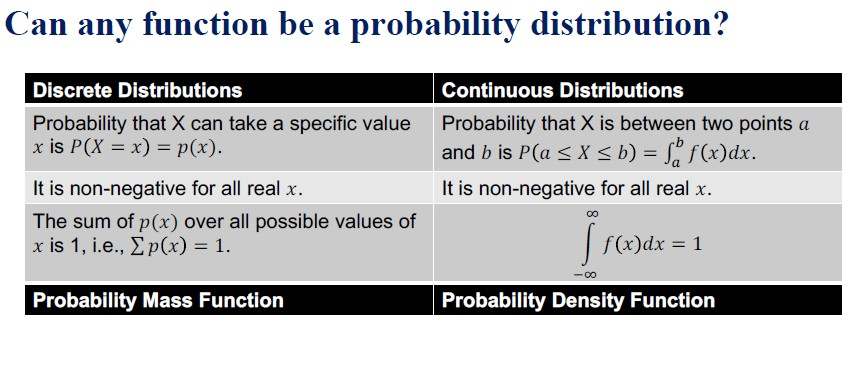 Can any function be a probability distribution?
Discrete Distributions
Continuous Distributions
Probability that X can take a specific value
x is P(X = x) = p(x).
Probability that X is between two points a
and b is P(a ≤ X ≤ b) = ∫ₐᵇ f(x)dx.
It is non-negative for all real x.
It is non-negative for all real x.
The sum of p(x) over all possible values of
x is 1, i.e., ∑ p(x) = 1.
∞
∫ f(x)dx = 1
−∞
Probability Mass Function
Probability Density Function